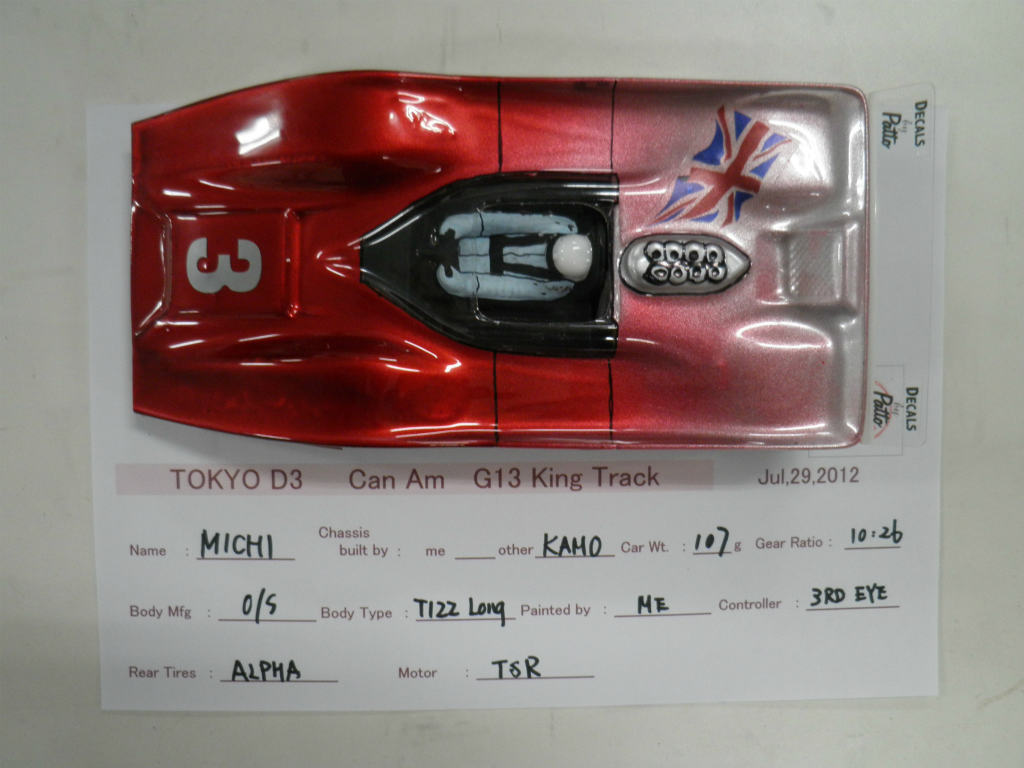 DECALS
by
Patto
3
DECALS
by
Patto
TOKYO D3 Can Am G13 King Track Jul,29,2012
Name : MICHI Chassis built by : me other KAMO Car Wt. : 107 g Gear Ratio : 10:26
Body Mfg : O/S Body Type : T122 Long Painted by : ME Controller : 3RD EYE
Rear Tires : ALPHA Motor : TSR